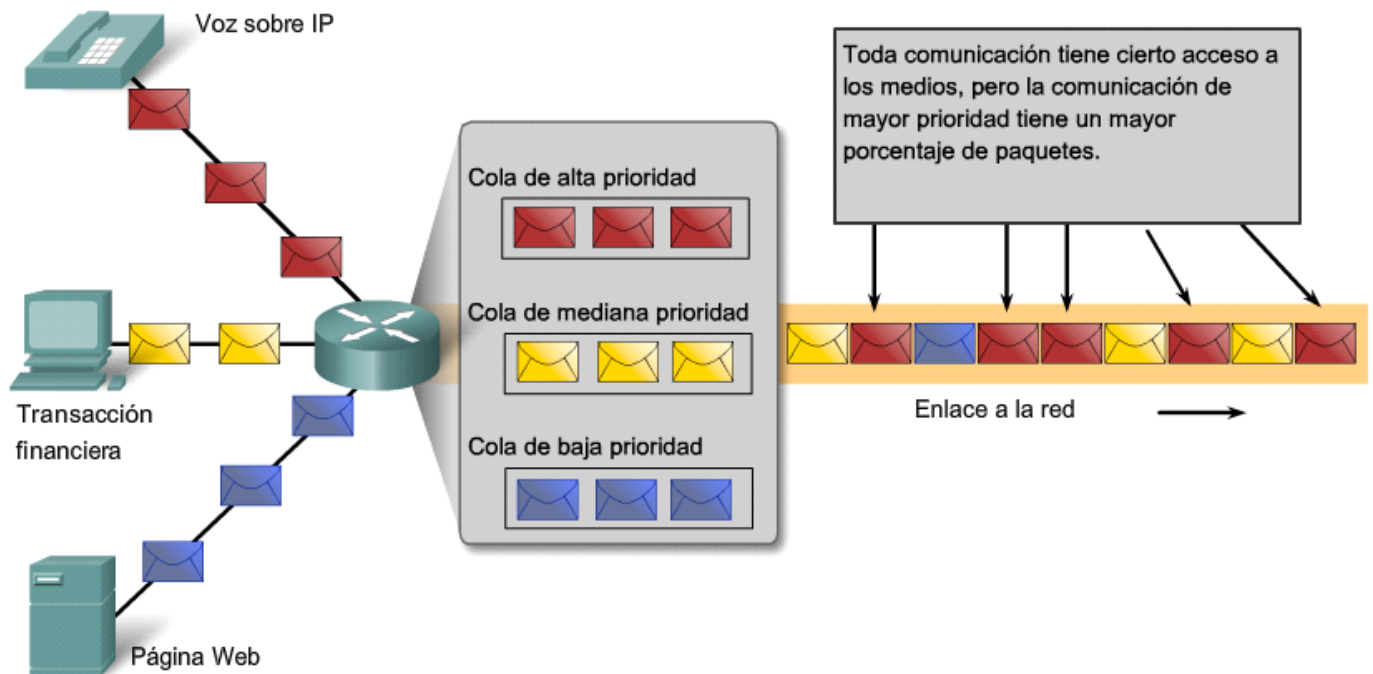 Voz sobre IP
Toda comunicación tiene cierto acceso a
los medios, pero la comunicación de
mayor prioridad tiene un mayor
porcentaje de paquetes.
Cola de alta prioridad
Cola de mediana prioridad
Transacción
financiera
Enlace a la red
Cola de baja prioridad
Página Web